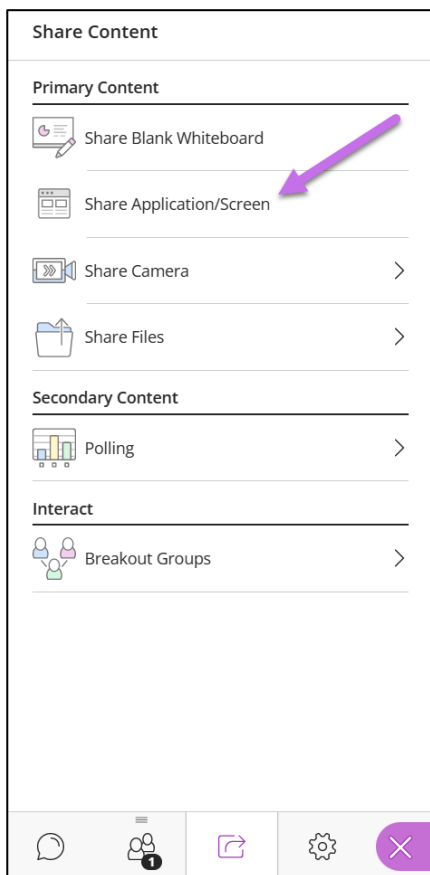 Share Content
Primary Content
Share Blank Whiteboard
Share Application/Screen
Share Camera
Share Files
Secondary Content
Polling
Interact
Breakout Groups
1